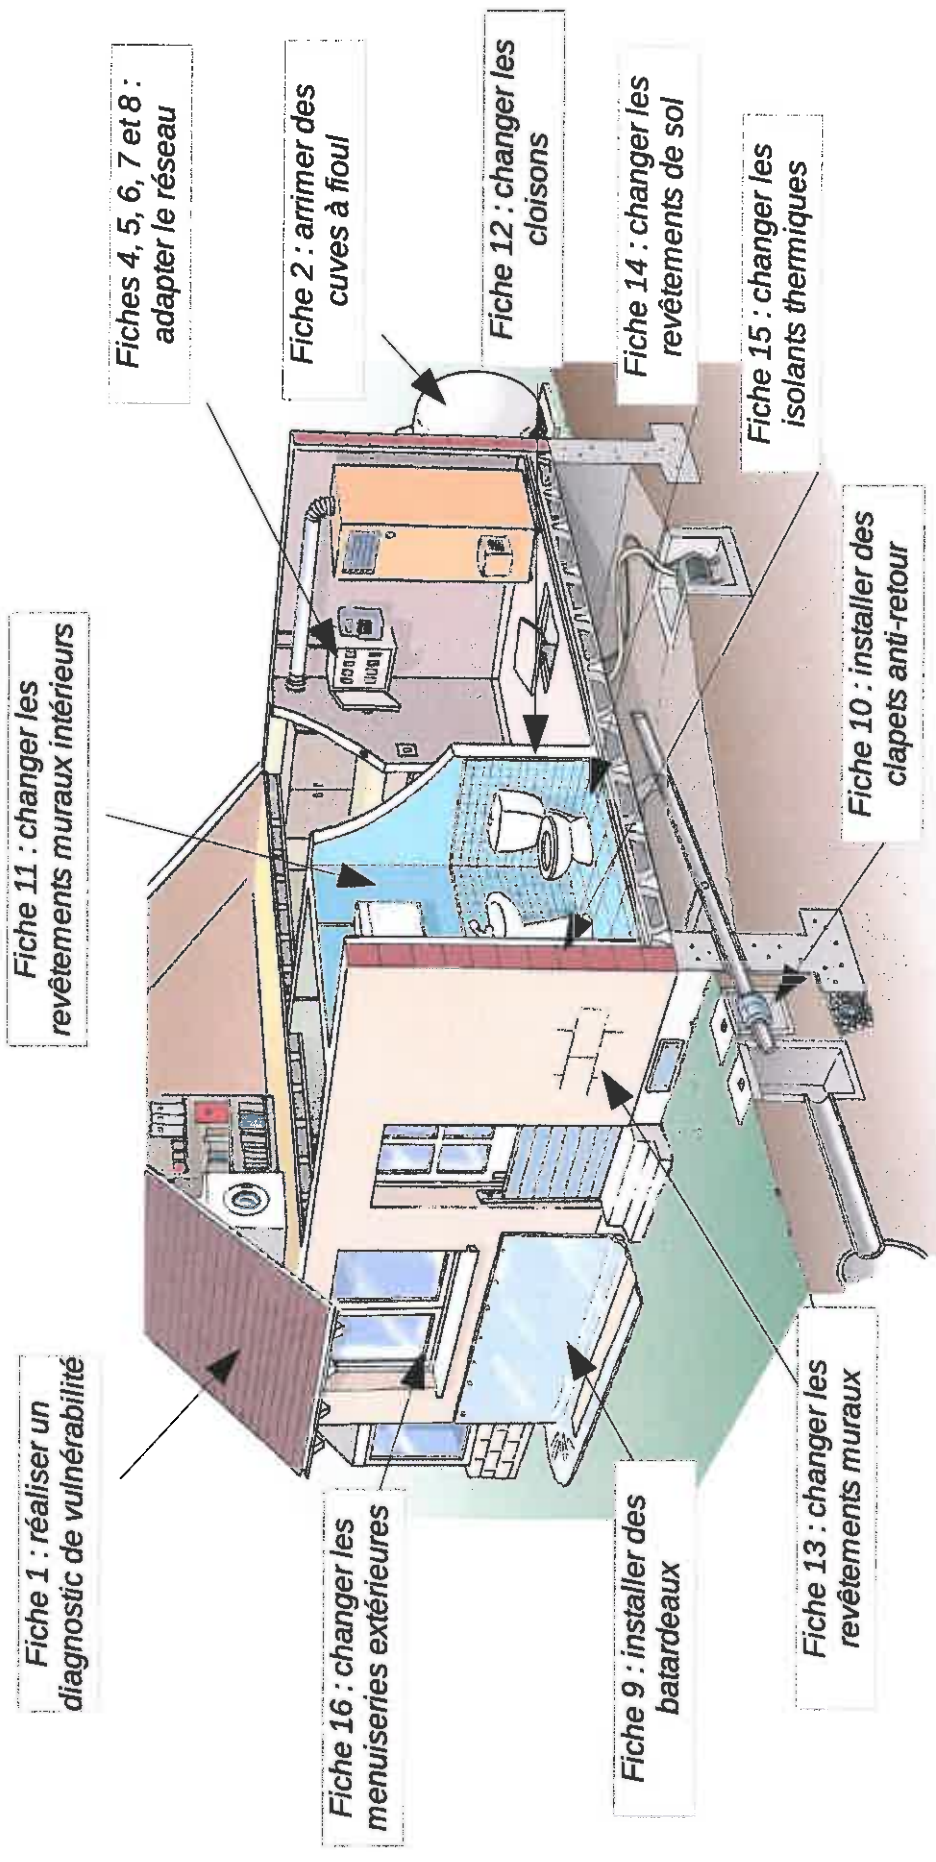 Fiche 1 : réaliser un
diagnostic de vulnérabilité
Fiche 11 : changer les
revêtements muraux intérieurs
Fiches 4, 5, 6, 7 et 8 :
adapter le réseau
Fiche 2 : arrimer des
cuves à fioul
Fiche 12 : changer les
cloisons
Fiche 14 : changer les
revêtements de sol
Fiche 15 : changer les
isolants thermiques
Fiche 10 : installer des
clapets anti-retour
Fiche 16 : changer les
menuiseries extérieures
Fiche 9 : installer des
batardeaux
Fiche 13 : changer les
revêtements muraux